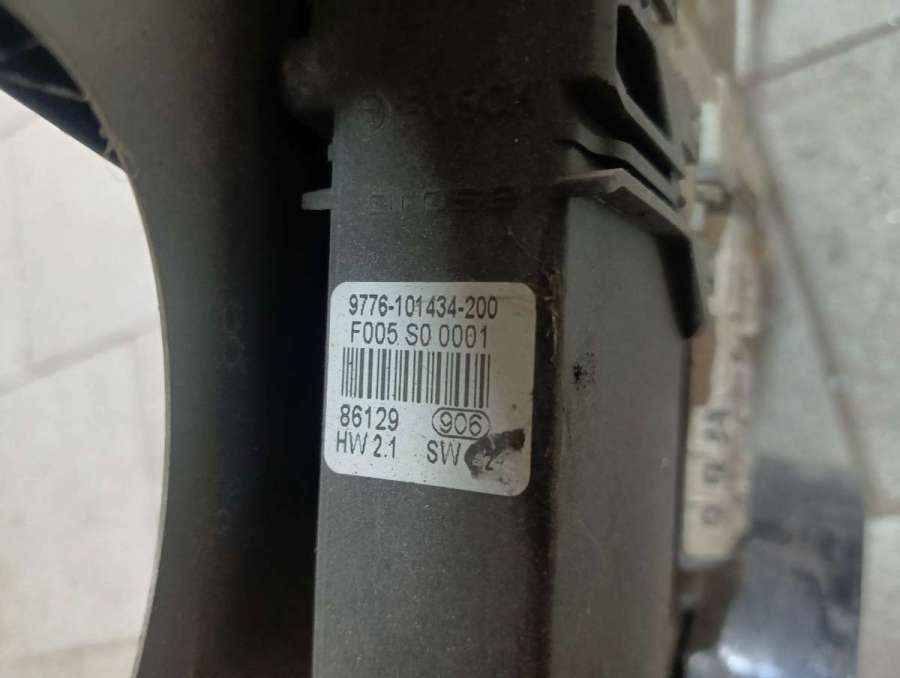 9776-101434-200
F005 S0 0001
86129 906
HW 2.1 SW